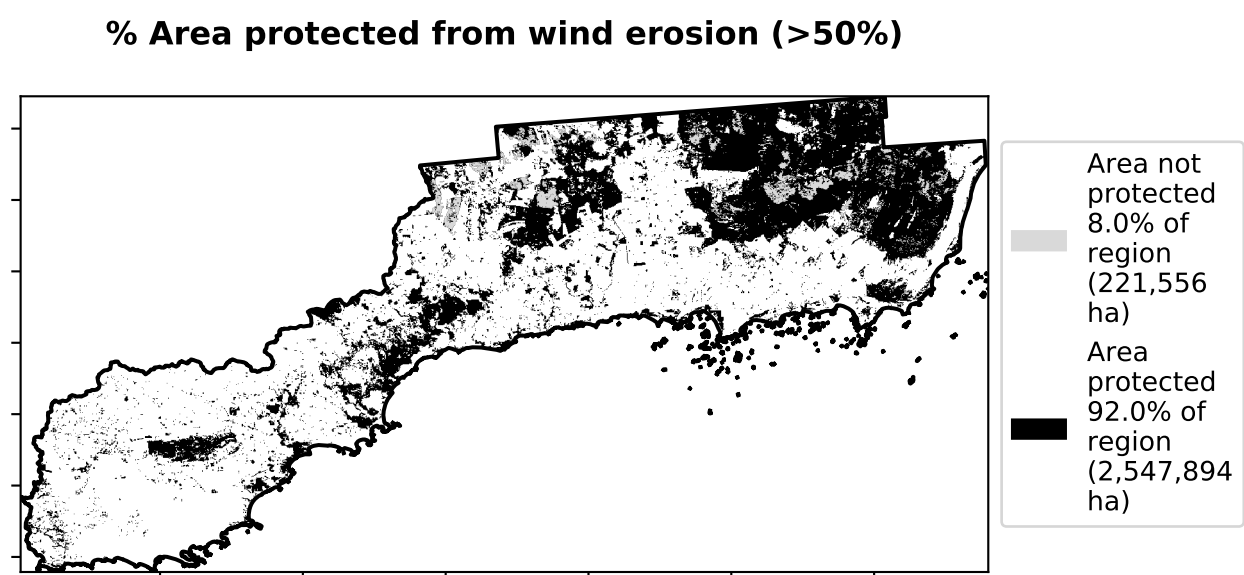 % Area protected from wind erosion (>50%)
Area not
protected
8.0% of
region
(221,556
ha)
Area
protected
92.0% of
region
(2,547,894
ha)